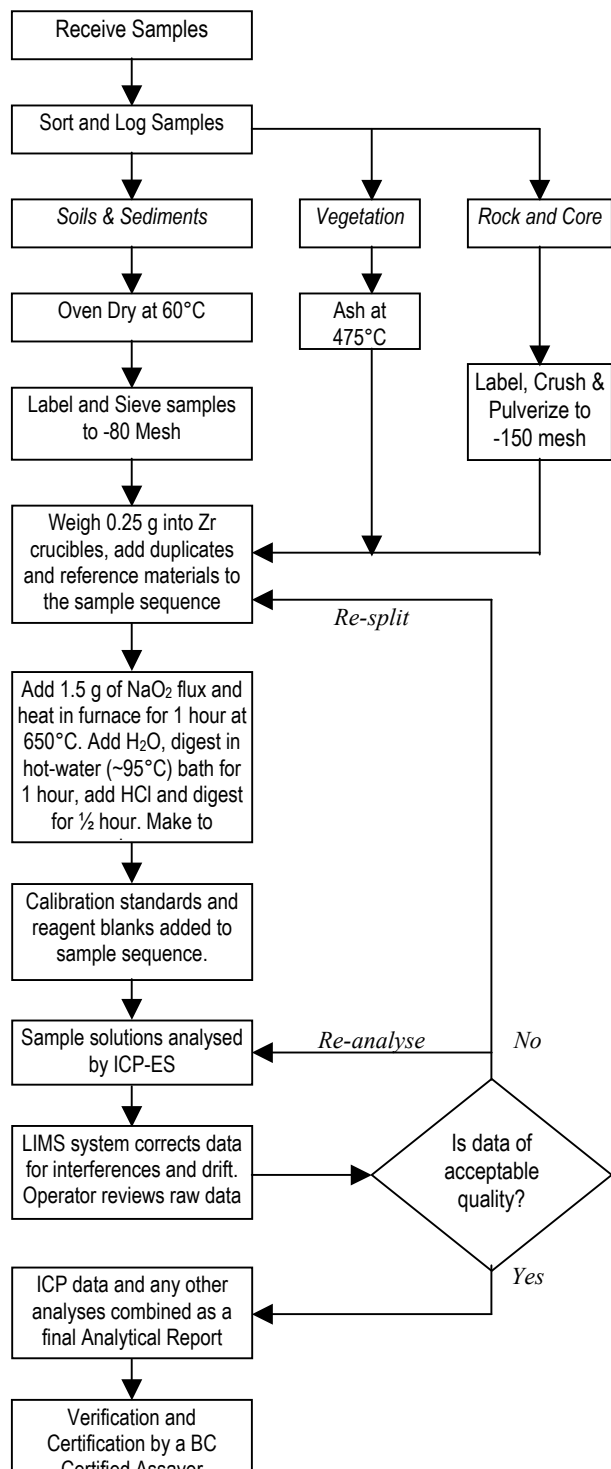 Receive Samples
Sort and Log Samples
Soils & Sediments
Vegetation
Rock and Core
Oven Dry at 60°C
Ash at
475°C
Label, Crush &
Pulverize to
-150 mesh
Label and Sieve samples
to -80 Mesh
Weigh 0.25 g into Zr
crucibles, add duplicates
and reference materials to
the sample sequence
Re-split
Add 1.5 g of NaO₂ flux and
heat in furnace for 1 hour at
650°C. Add H₂O, digest in
hot-water (~95°C) bath for
1 hour, add HCl and digest
for ½ hour. Make to
Calibration standards and
reagent blanks added to
sample sequence.
Sample solutions analysed
by ICP-ES
Re-analyse
No
LIMS system corrects data
for interferences and drift.
Operator reviews raw data
Is data of
acceptable
quality?
Yes
ICP data and any other
analyses combined as a
final Analytical Report
Verification and
Certification by a BC
Certified Assayer